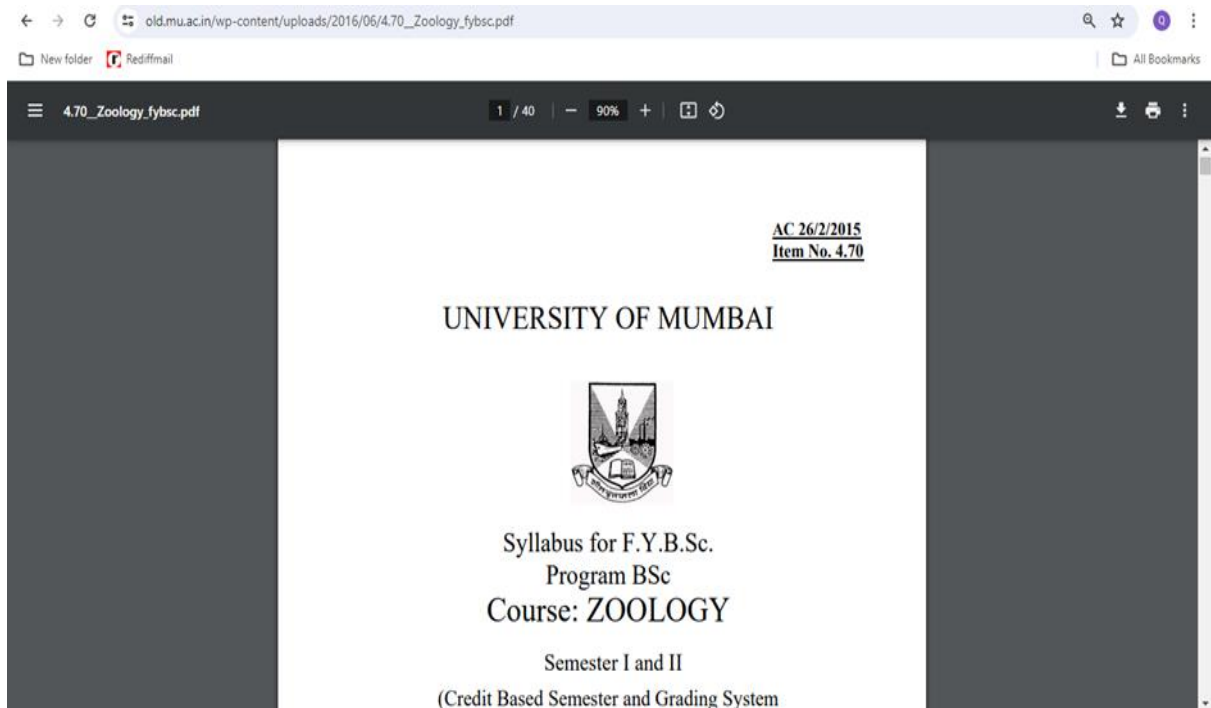 old.mu.ac.in/wp-content/uploads/2016/06/4.70__Zoology_fybsc.pdf
Q
New folder Rediffmail All Bookmarks
4.70__Zoology_fybsc.pdf 1 / 40 90%
AC 26/2/2015
Item No. 4.70
UNIVERSITY OF MUMBAI
Syllabus for F.Y.B.Sc.
Program BSc
Course: ZOOLOGY
Semester I and II
(Credit Based Semester and Grading System